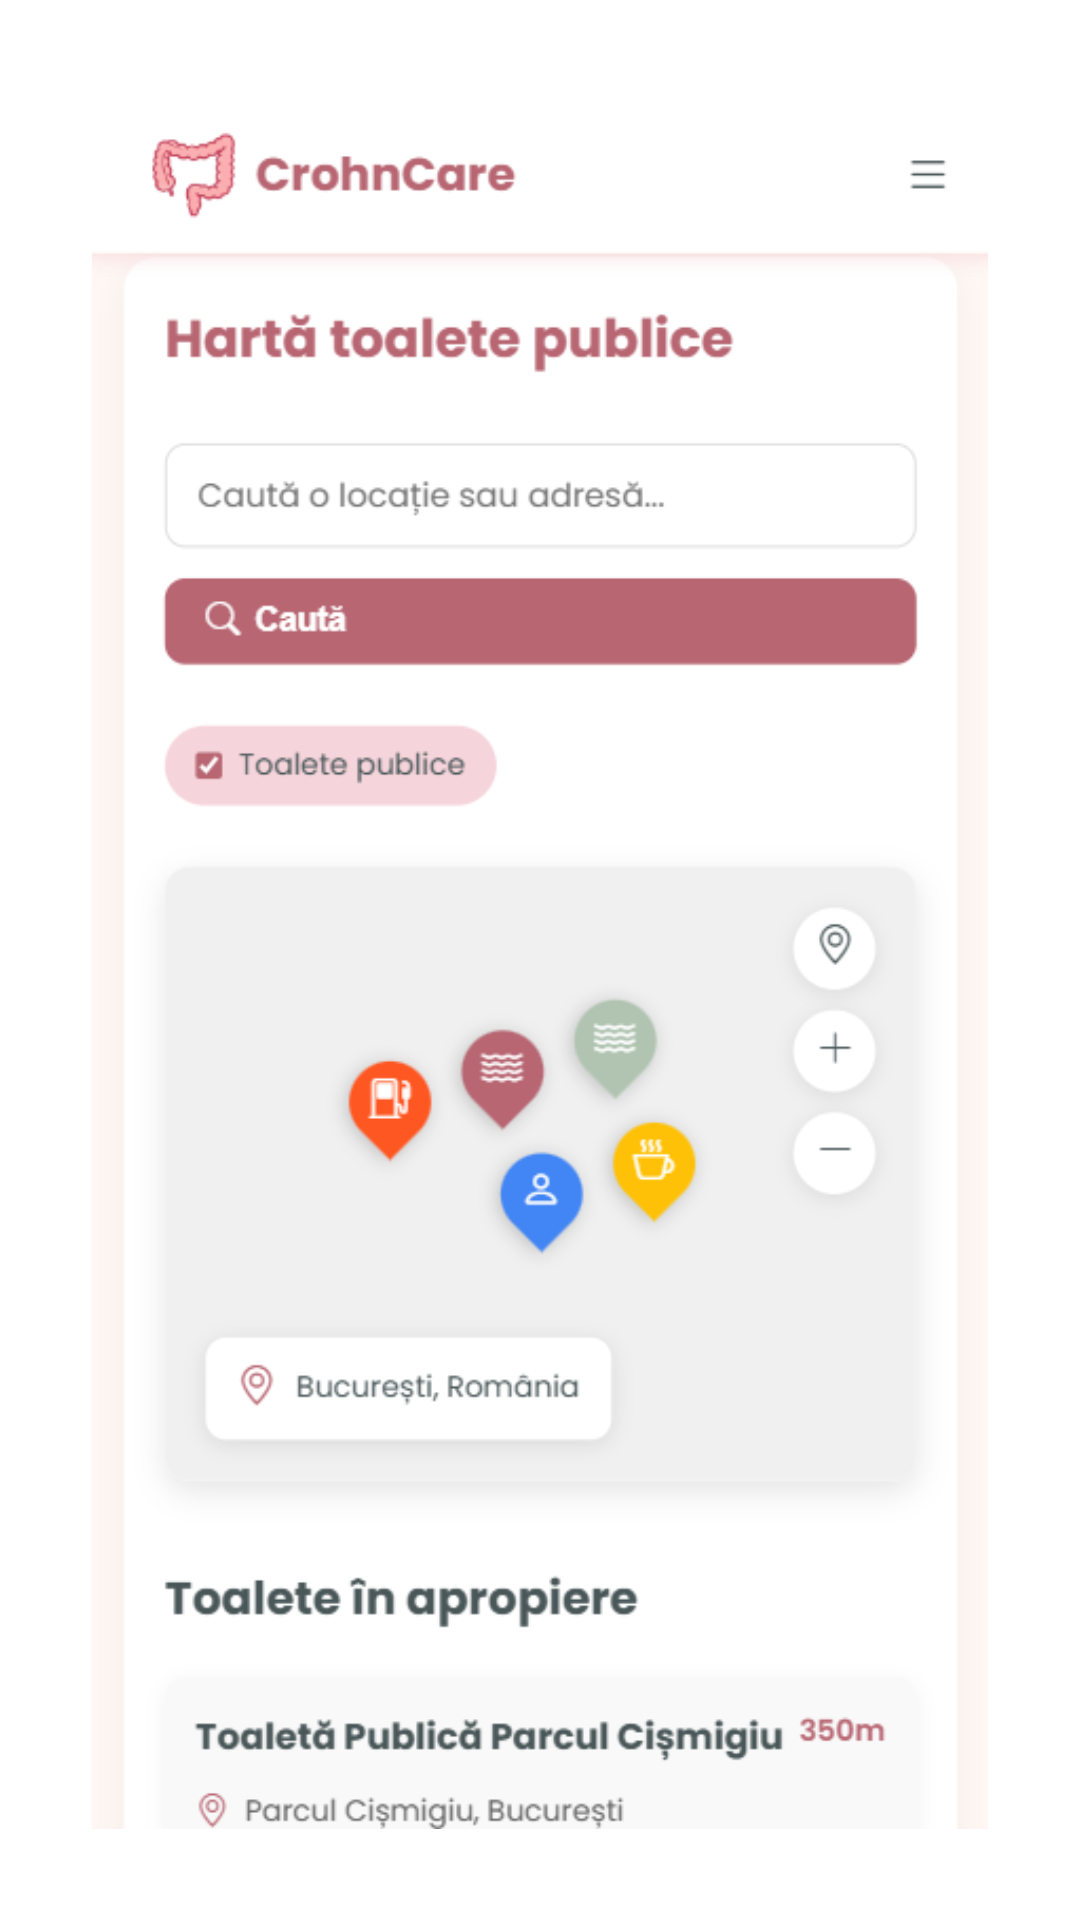 CrohnCare
Hartă toalete publice
Caută o locație sau adresă...
Caută
Toalete publice
București, România
Toalete în apropiere
Toaletă Publică Parcul Cișmigiu 350m
Parcul Cișmigiu, București